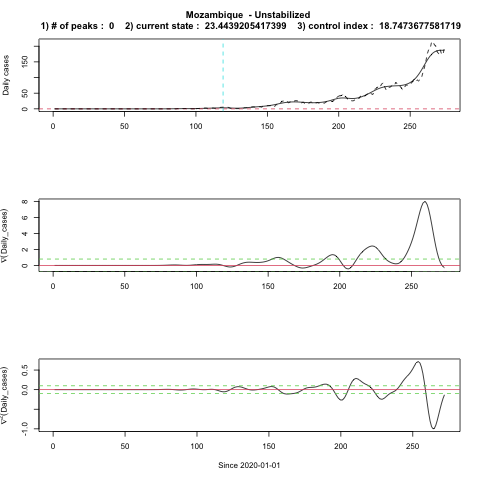 Mozambique - Unstabilized
1) # of peaks : 0 2) current state : 23.4439205417399 3) control index : 18.7473677581719
Daily cases
0 50 150
0 50 100 150 200 250
∇(Daily_cases)
0 2 4 6 8
0 50 100 150 200 250
∇²(Daily_cases)
-1.0 0.0 0.5
0 50 100 150 200 250
Since 2020-01-01